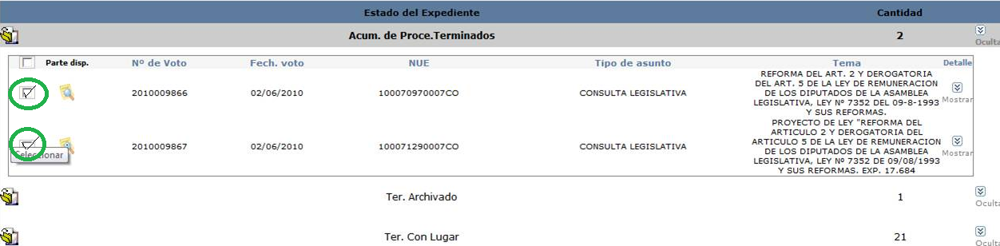 Estado del Expediente Cantidad
Acum. de Proce.Terminados 2 Oculta
Parte disp. Nº de Voto Fech. voto NUE Tipo de asunto Tema Detalle
REFORMA DEL ART. 2 Y DEROGATORIA
DEL ART. 5 DE LA LEY DE REMUNERACION
2010009866 02/06/2010 100070970007CO CONSULTA LEGISLATIVA DE LOS DIPUTADOS DE LA ASAMBLEA
LEGISLATIVA, LEY Nº 7352 DEL 09-8-1993 Mostrar
Y SUS REFORMAS.
PROYECTO DE LEY "REFORMA DEL
ARTICULO 2 Y DEROGATORIA DEL
2010009867 02/06/2010 100071290007CO CONSULTA LEGISLATIVA ARTICULO 5 DE LA LEY DE REMUNERACION
Seleccionar DE LOS DIPUTADOS DE LA ASAMBLEA Mostrar
LEGISLATIVA, LEY Nº 7352 DE 09/08/1993
Y SUS REFORMAS. EXP. 17.684
Ter. Archivado 1 Oculta
Ter. Con Lugar 21 Oculta